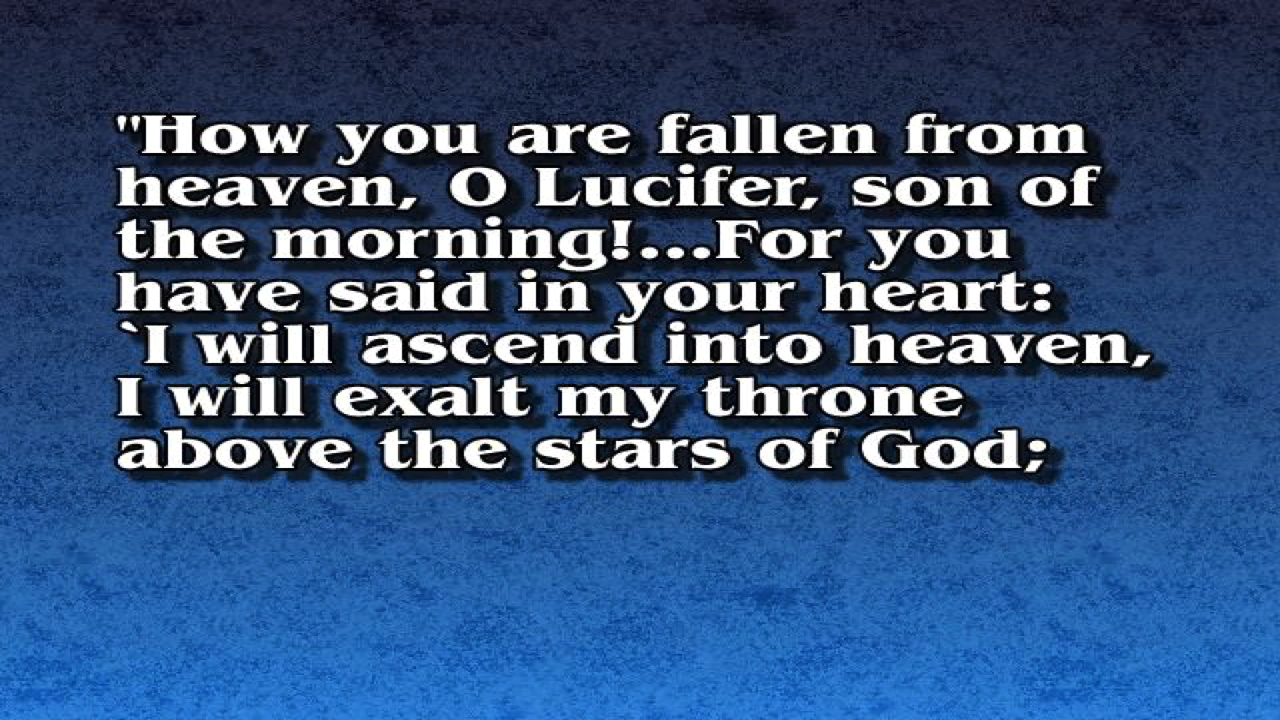 "How you are fallen from
heaven, O Lucifer, son of
the morning!...For you
have said in your heart:
`I will ascend into heaven,
I will exalt my throne
above the stars of God;